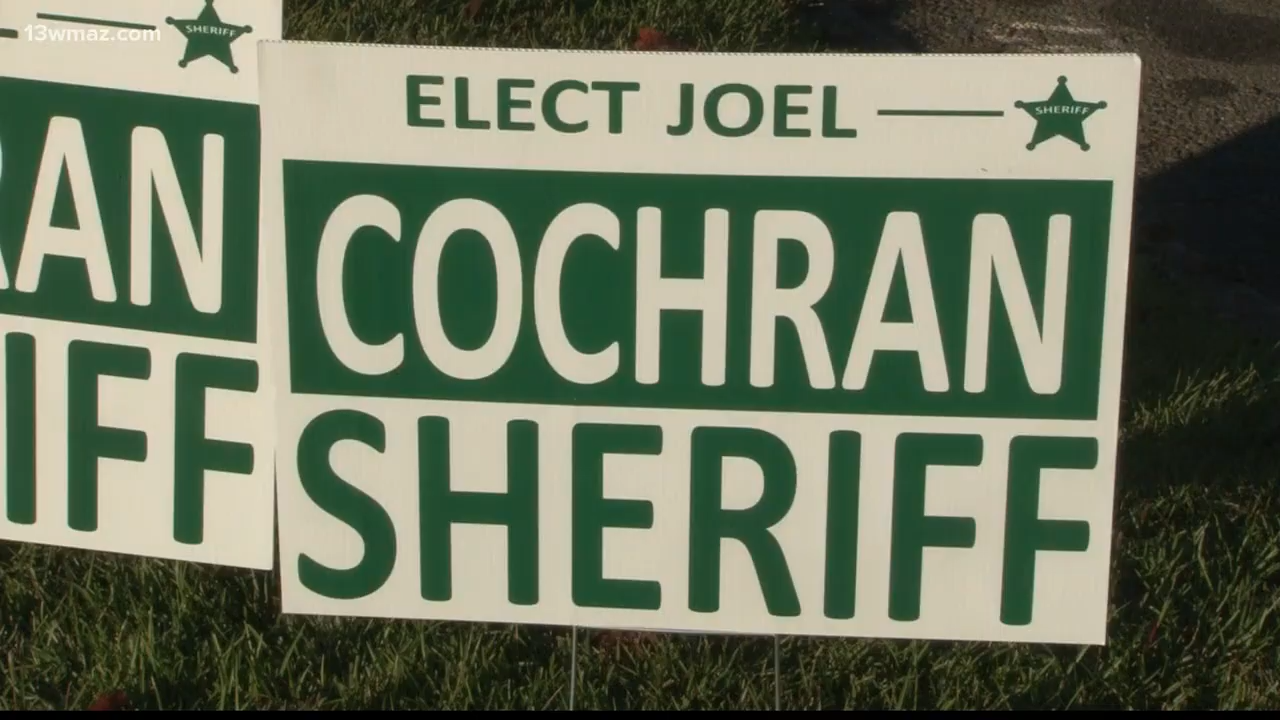 13wmaz.com
SHERIFF
RAN
IFF
ELECT JOEL
SHERIFF
COCHRAN
SHERIFF